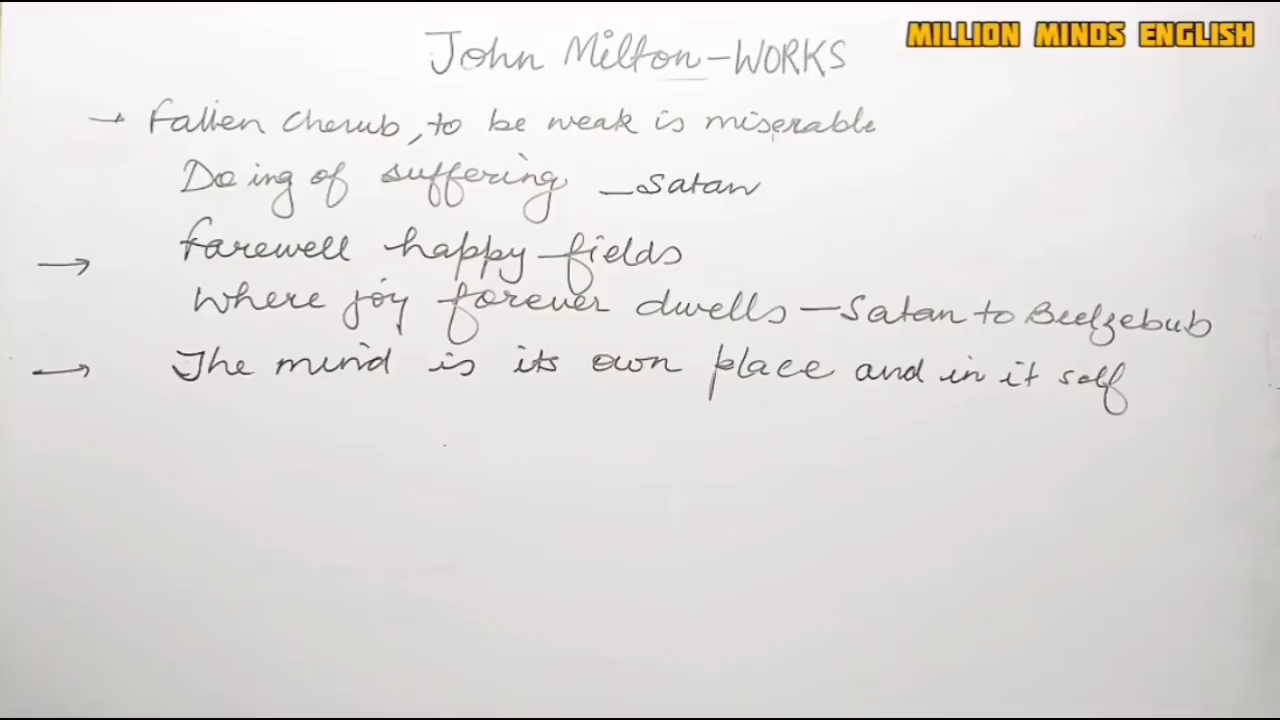 MILLION MINDS ENGLISH
John Milton - WORKS
→ Fallen Cherub, to be weak is miserable
Doing of suffering - Satan
→ farewell happy fields
Where joy forever dwells - Satan to Beelzebub
→ The mind is its own place and in it self